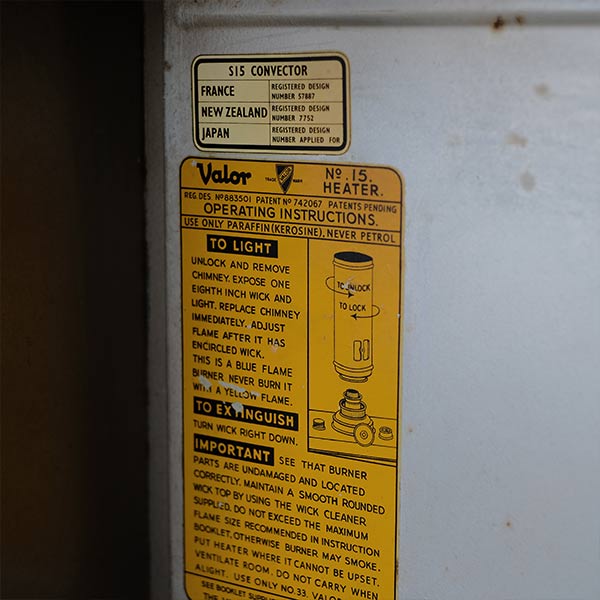 S15 CONVECTOR
FRANCE REGISTERED DESIGN NUMBER 57887
NEW ZEALAND REGISTERED DESIGN NUMBER 7752
JAPAN REGISTERED DESIGN NUMBER APPLIED FOR
Valor TRADE VALOR MARK No. 15. HEATER.
REG. DES. No 883501 PATENT No 742067 PATENTS PENDING
OPERATING INSTRUCTIONS.
USE ONLY PARAFFIN (KEROSINE), NEVER PETROL
TO LIGHT
UNLOCK AND REMOVE
CHIMNEY. EXPOSE ONE
EIGHTH INCH WICK AND
LIGHT. REPLACE CHIMNEY
IMMEDIATELY. ADJUST
FLAME AFTER IT HAS
ENCIRCLED WICK.
THIS IS A BLUE FLAME
BURNER NEVER BURN IT
WITH A YELLOW FLAME.
TO UNLOCK
TO LOCK
TO EXTINGUISH
TURN WICK RIGHT DOWN.
IMPORTANT SEE THAT BURNER
PARTS ARE UNDAMAGED AND LOCATED
CORRECTLY. MAINTAIN A SMOOTH ROUNDED
WICK TOP BY USING THE WICK CLEANER
SUPPLIED. DO NOT EXCEED THE MAXIMUM
FLAME SIZE RECOMMENDED IN INSTRUCTION
BOOKLET, OTHERWISE BURNER MAY SMOKE.
PUT HEATER WHERE IT CANNOT BE UPSET.
VENTILATE ROOM. DO NOT CARRY WHEN
ALIGHT. USE ONLY No. 33. VALOR
SEE BOOKLET
THE